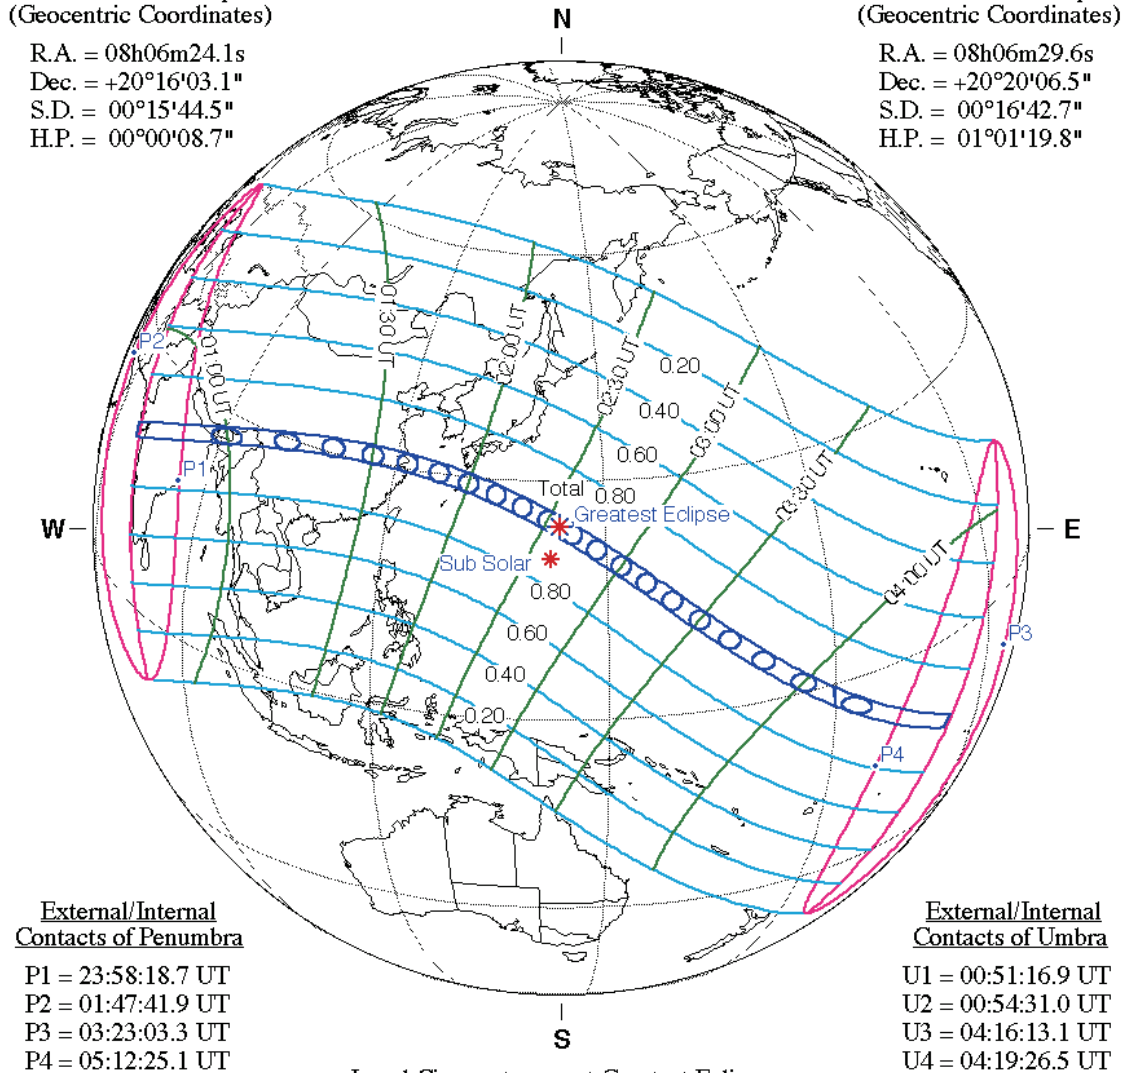 (Geocentric Coordinates)
R.A. = 08h06m24.1s
Dec. = +20°16'03.1"
S.D. = 00°15'44.5"
H.P. = 00°00'08.7"
N
(Geocentric Coordinates)
R.A. = 08h06m29.6s
Dec. = +20°20'06.5"
S.D. = 00°16'42.7"
H.P. = 01°01'19.8"
P2
P1
01:00 UT
01:30 UT
02:00 UT
02:30 UT
03:00 UT
03:30 UT
04:00 UT
0.20
0.40
0.60
0.80
Total
Greatest Eclipse
Sub Solar
0.80
0.60
0.40
0.20
W
E
P3
P4
External/Internal
Contacts of Penumbra
P1 = 23:58:18.7 UT
P2 = 01:47:41.9 UT
P3 = 03:23:03.3 UT
P4 = 05:12:25.1 UT
S
External/Internal
Contacts of Umbra
U1 = 00:51:16.9 UT
U2 = 00:54:31.0 UT
U3 = 04:16:13.1 UT
U4 = 04:19:26.5 UT